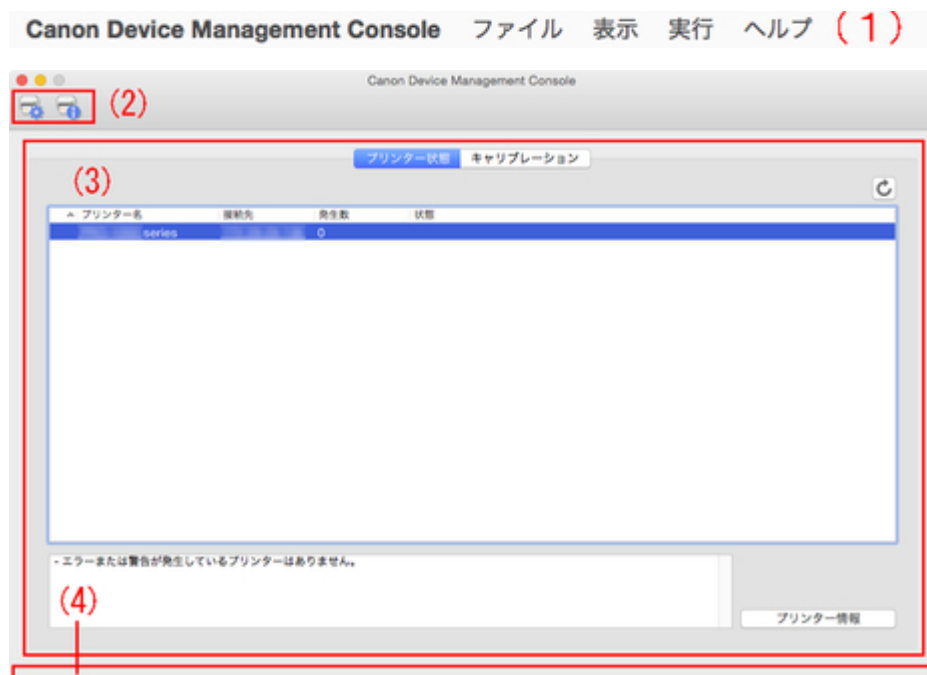 Canon Device Management Console ファイル 表示 実行 ヘルプ (1)
Canon Device Management Console
(2)
プリンター状態 キャリブレーション
(3)
プリンター名 接続先 発生数 状態
series 0
- エラーまたは警告が発生しているプリンターはありません。
(4)
プリンター情報